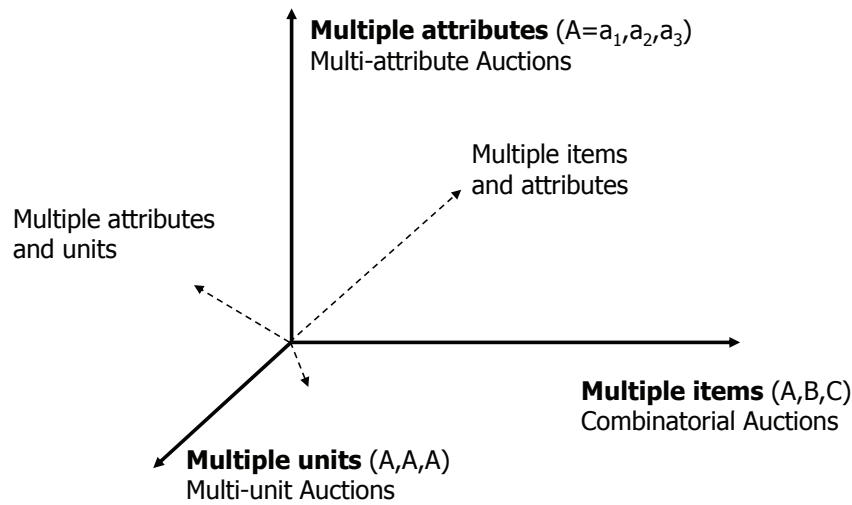 Multiple attributes (A=a₁,a₂,a₃)
Multi-attribute Auctions
Multiple items
and attributes
Multiple attributes
and units
Multiple items (A,B,C)
Combinatorial Auctions
Multiple units (A,A,A)
Multi-unit Auctions